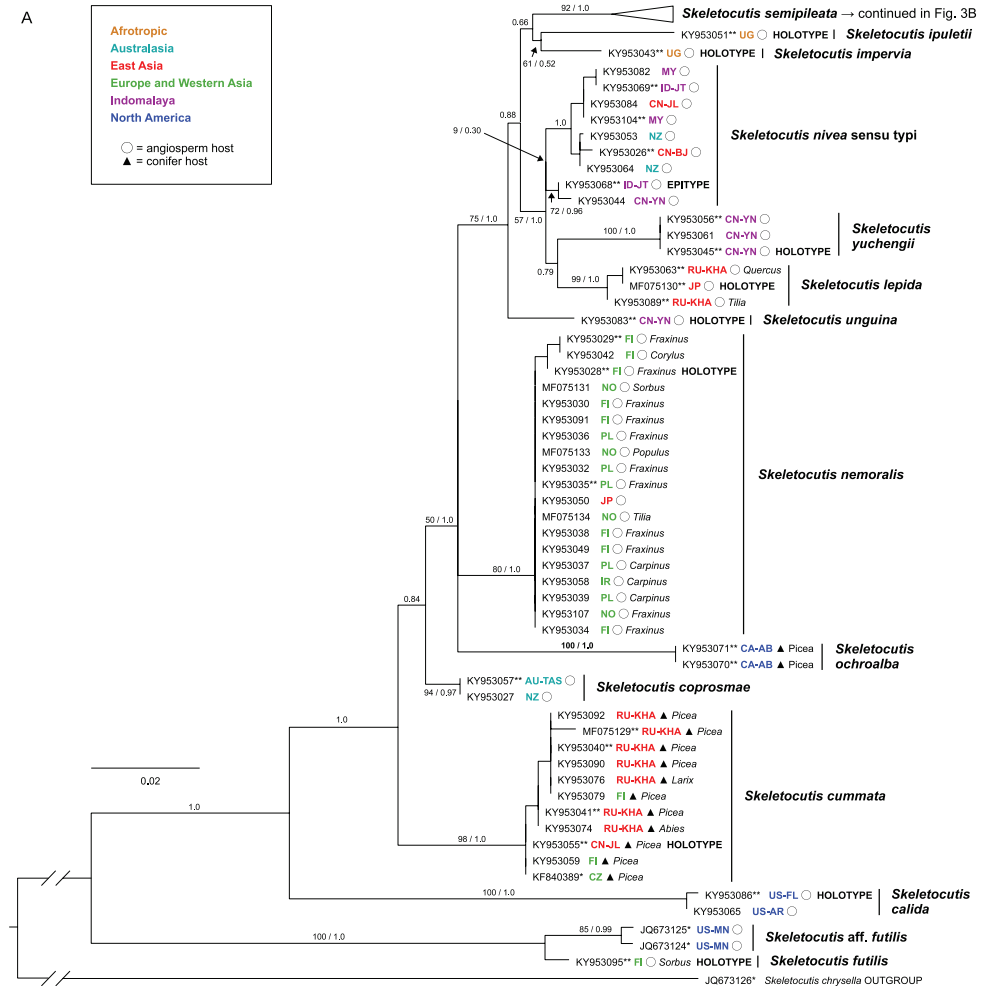 A
Afrotropic
Australasia
East Asia
Europe and Western Asia
Indomalaya
North America
◯ = angiosperm host
▲ = conifer host
92 / 1.0
Skeletocutis semipileata → continued in Fig. 3B
0.66
KY953051** UG ◯ HOLOTYPE Skeletocutis ipuletii
KY953043** UG ◯ HOLOTYPE Skeletocutis impervia
61 / 0.52
KY953082 MY ◯
KY953069** ID-JT ◯
KY953084 CN-JL ◯
KY953104** MY ◯
0.88
1.0
9 / 0.30
KY953053 NZ ◯
Skeletocutis nivea sensu typi
KY953026** CN-BJ ◯
KY953064 NZ ◯
KY953068** ID-JT ◯ EPITYPE
KY953044 CN-YN ◯
72 / 0.96
75 / 1.0
57 / 1.0
KY953056** CN-YN ◯
KY953061 CN-YN ◯
KY953045** CN-YN ◯ HOLOTYPE
100 / 1.0
Skeletocutis
yuchengii
0.79
KY953063** RU-KHA ◯ Quercus
MF075130** JP ◯ HOLOTYPE
KY953089** RU-KHA ◯ Tilia
99 / 1.0
Skeletocutis
lepida
KY953083** CN-YN ◯ HOLOTYPE Skeletocutis unguina
KY953029** FI ◯ Fraxinus
KY953042 FI ◯ Corylus
KY953028** FI ◯ Fraxinus HOLOTYPE
MF075131 NO ◯ Sorbus
KY953030 FI ◯ Fraxinus
KY953091 FI ◯ Fraxinus
KY953036 PL ◯ Fraxinus
MF075133 NO ◯ Populus
KY953032 PL ◯ Fraxinus
Skeletocutis nemoralis
KY953035** PL ◯ Fraxinus
KY953050 JP ◯
MF075134 NO ◯ Tilia
50 / 1.0
KY953038 FI ◯ Fraxinus
KY953049 FI ◯ Fraxinus
KY953037 PL ◯ Carpinus
80 / 1.0
KY953058 IR ◯ Carpinus
KY953039 PL ◯ Carpinus
0.84
KY953107 NO ◯ Fraxinus
KY953034 FI ◯ Fraxinus
100 / 1.0
KY953071** CA-AB ▲ Picea
KY953070** CA-AB ▲ Picea
Skeletocutis
ochroalba
KY953057** AU-TAS ◯
KY953027 NZ ◯
94 / 0.97
Skeletocutis coprosmae
KY953092 RU-KHA ▲ Picea
1.0
MF075129** RU-KHA ▲ Picea
KY953040** RU-KHA ▲ Picea
KY953090 RU-KHA ▲ Picea
0.02
KY953076 RU-KHA ▲ Larix
KY953079 FI ▲ Picea
Skeletocutis cummata
1.0
KY953041** RU-KHA ▲ Picea
KY953074 RU-KHA ▲ Abies
98 / 1.0
KY953055** CN-JL ▲ Picea HOLOTYPE
KY953059 FI ▲ Picea
KF840389* CZ ▲ Picea
100 / 1.0
KY953086** US-FL ◯ HOLOTYPE
KY953065 US-AR ◯
Skeletocutis
calida
85 / 0.99
JQ673125* US-MN ◯
JQ673124* US-MN ◯
Skeletocutis aff. futilis
100 / 1.0
KY953095** FI ◯ Sorbus HOLOTYPE Skeletocutis futilis
JQ673126* Skeletocutis chrysella OUTGROUP